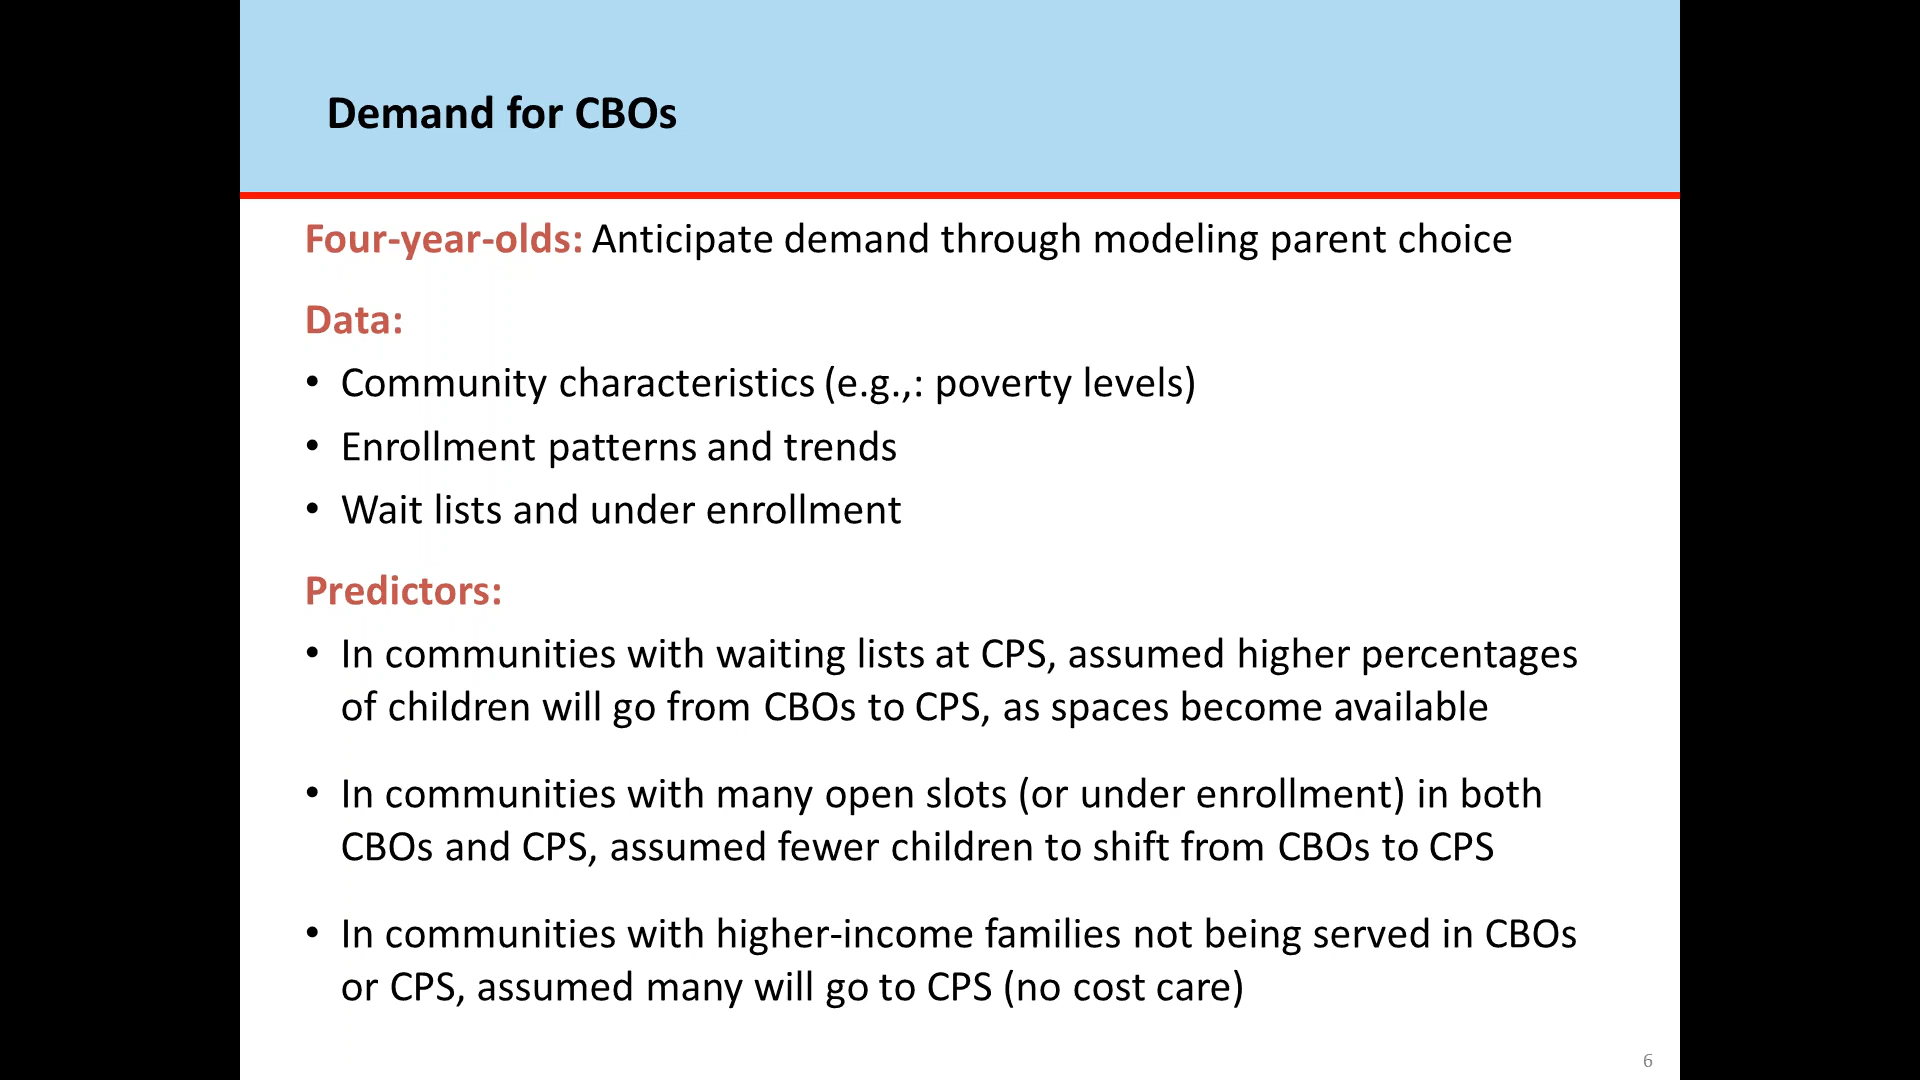 Demand for CBOs
Four-year-olds: Anticipate demand through modeling parent choice
Data:
• Community characteristics (e.g.,: poverty levels)
• Enrollment patterns and trends
• Wait lists and under enrollment
Predictors:
• In communities with waiting lists at CPS, assumed higher percentages
of children will go from CBOs to CPS, as spaces become available
• In communities with many open slots (or under enrollment) in both
CBOs and CPS, assumed fewer children to shift from CBOs to CPS
• In communities with higher-income families not being served in CBOs
or CPS, assumed many will go to CPS (no cost care)
6